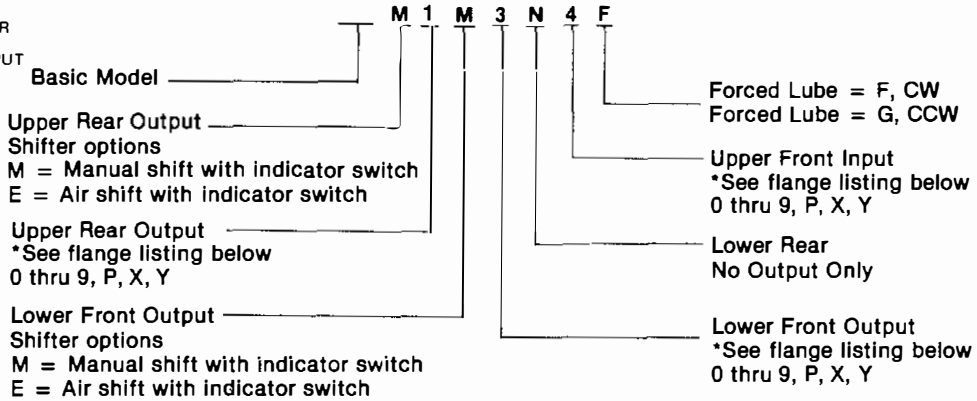 M 1 M 3 N 4 F
R
PUT
Basic Model
Upper Rear Output
Shifter options
M = Manual shift with indicator switch
E = Air shift with indicator switch
Upper Rear Output
*See flange listing below
0 thru 9, P, X, Y
Lower Front Output
Shifter options
M = Manual shift with indicator switch
E = Air shift with indicator switch
Forced Lube = F, CW
Forced Lube = G, CCW
Upper Front Input
*See flange listing below
0 thru 9, P, X, Y
Lower Rear
No Output Only
Lower Front Output
*See flange listing below
0 thru 9, P, X, Y